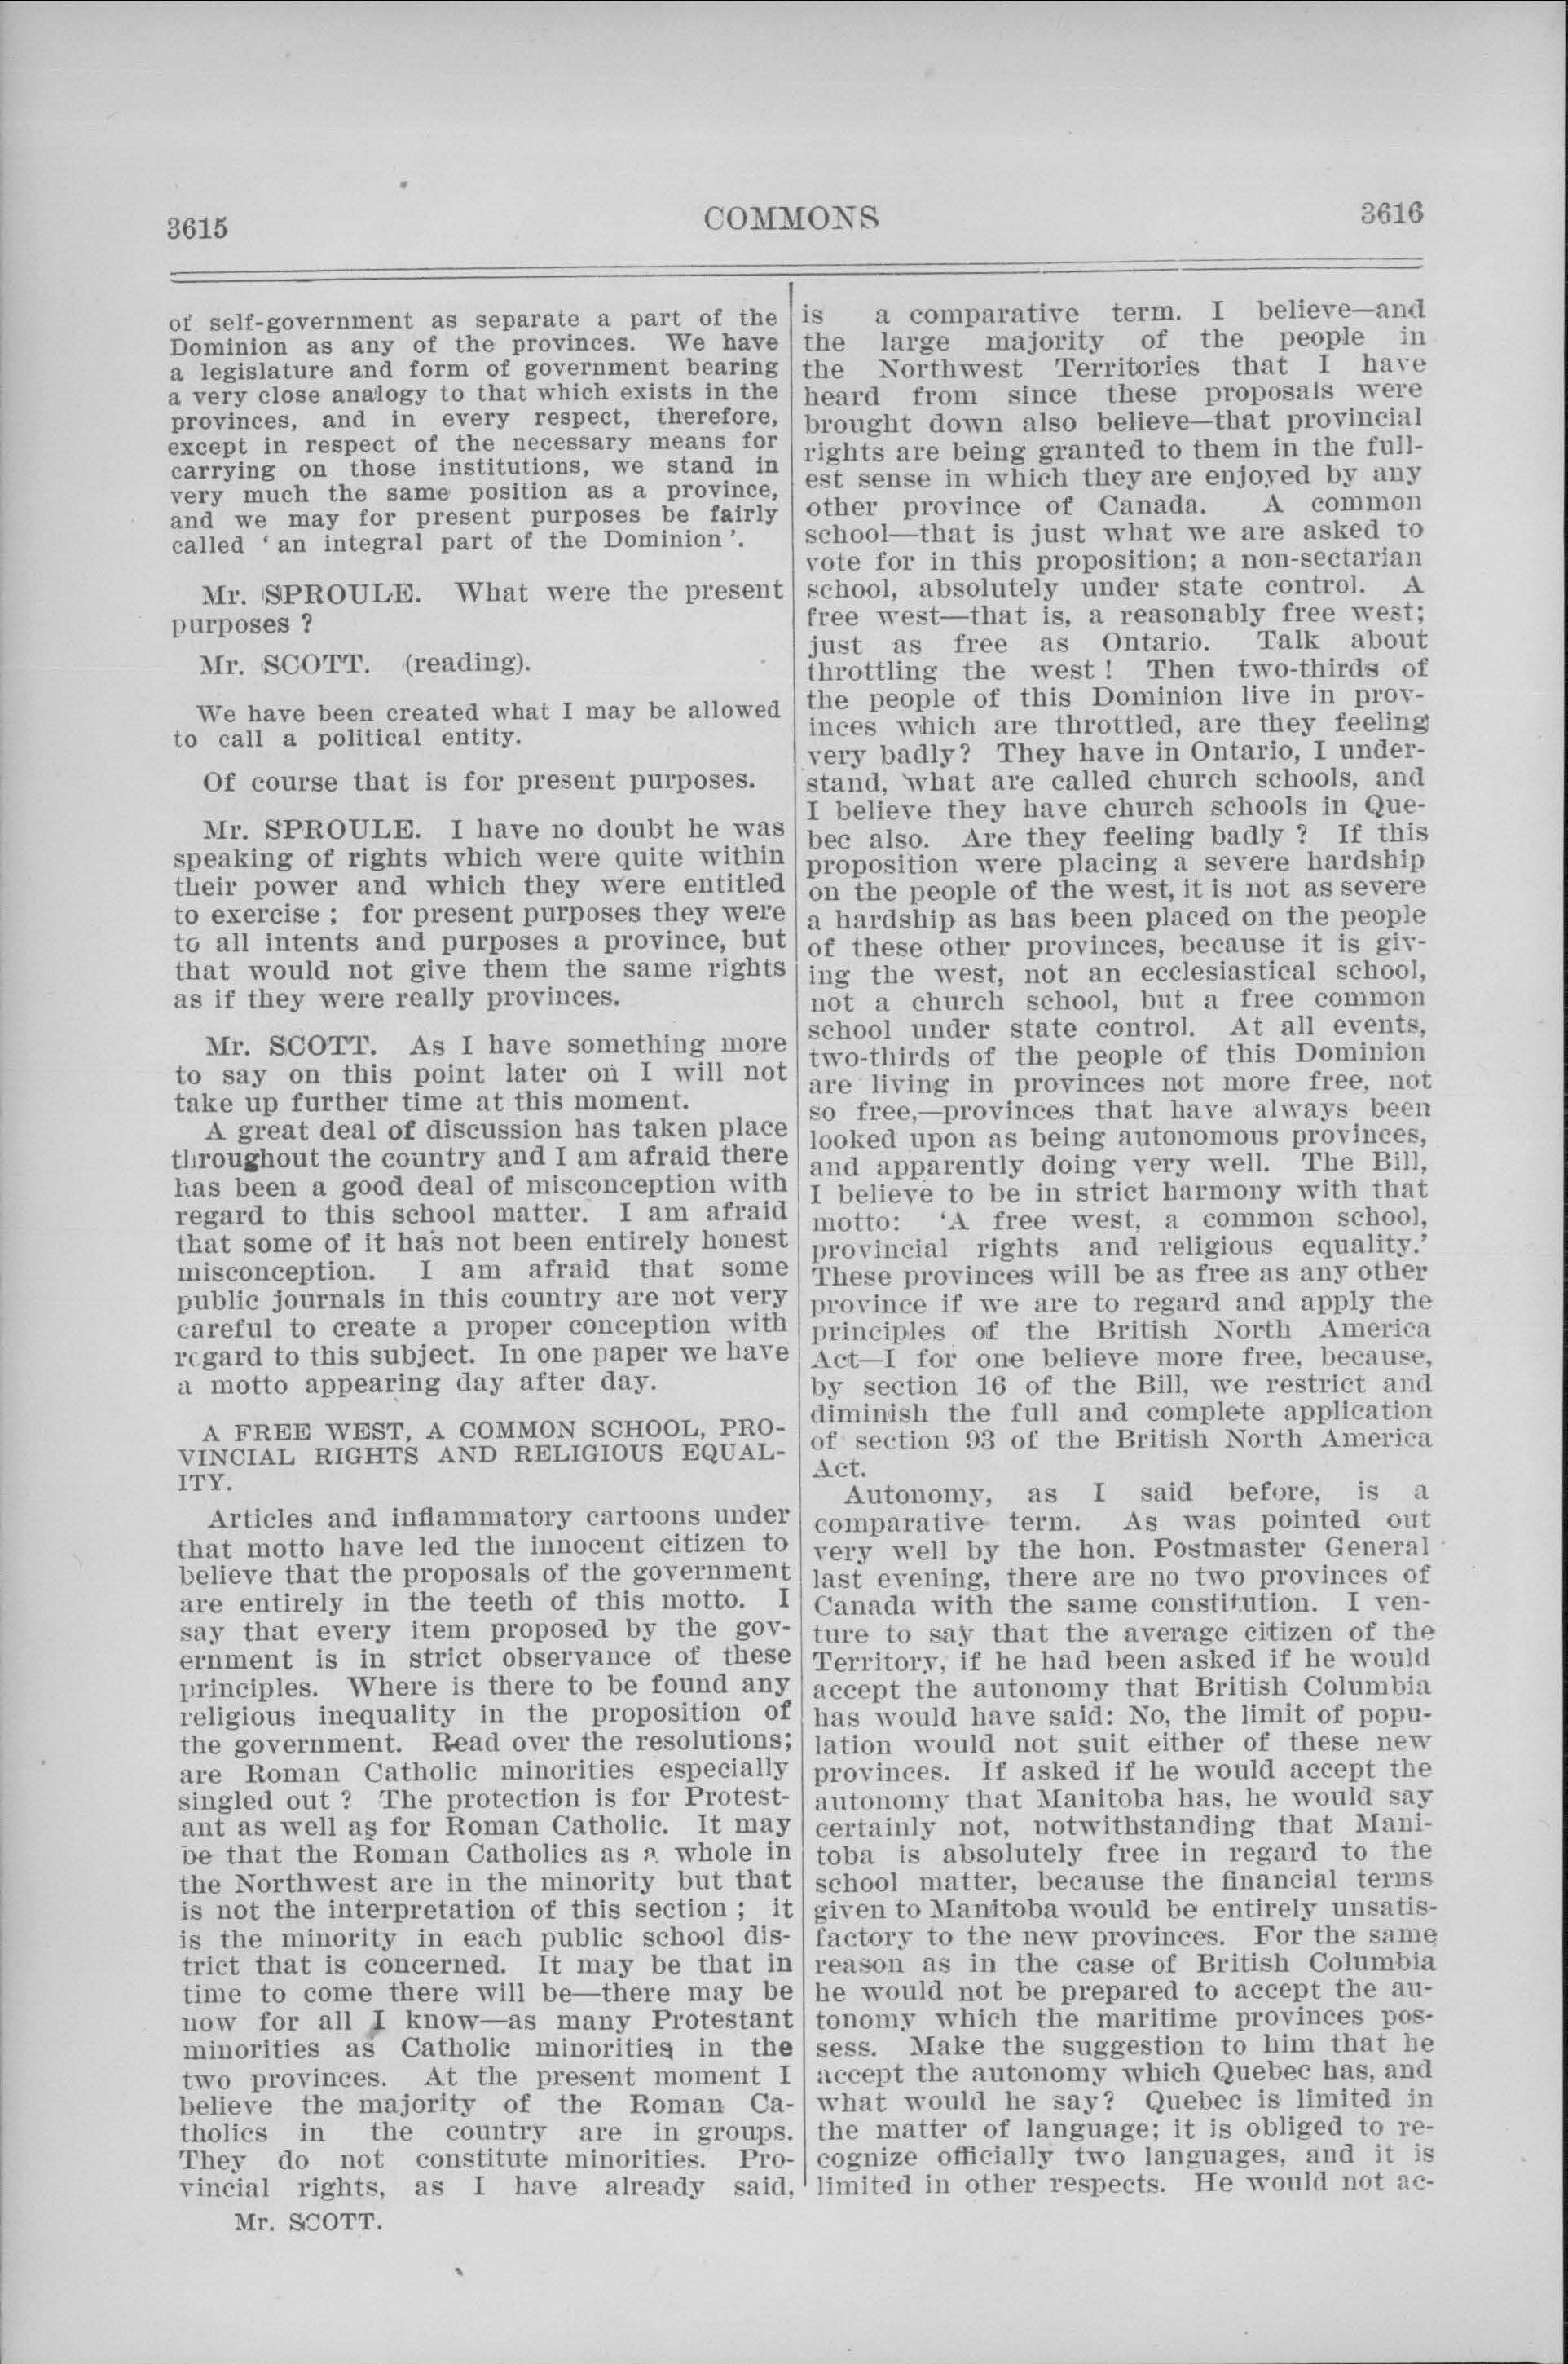 3615
COMMONS
3616
of self-government as separate a part of the
Dominion as any of the provinces. We have
a legislature and form of government bearing
a very close analogy to that which exists in the
provinces, and in every respect, therefore,
except in respect of the necessary means for
carrying on those institutions, we stand in
very much the same position as a province,
and we may for present purposes be fairly
called ‘ an integral part of the Dominion ’.
Mr. SPROULE. What were the present
purposes ?
Mr. SCOTT. (reading).
We have been created what I may be allowed
to call a political entity.
Of course that is for present purposes.
Mr. SPROULE. I have no doubt he was
speaking of rights which were quite within
their power and which they were entitled
to exercise ; for present purposes they were
to all intents and purposes a province, but
that would not give them the same rights
as if they were really provinces.
Mr. SCOTT. As I have something more
to say on this point later on I will not
take up further time at this moment.
A great deal of discussion has taken place
throughout the country and I am afraid there
has been a good deal of misconception with
regard to this school matter. I am afraid
that some of it has not been entirely honest
misconception. I am afraid that some
public journals in this country are not very
careful to create a proper conception with
regard to this subject. In one paper we have
a motto appearing day after day.
A FREE WEST, A COMMON SCHOOL, PRO-
VINCIAL RIGHTS AND RELIGIOUS EQUAL-
ITY.
Articles and inflammatory cartoons under
that motto have led the innocent citizen to
believe that the proposals of the government
are entirely in the teeth of this motto. I
say that every item proposed by the gov-
ernment is in strict observance of these
principles. Where is there to be found any
religious inequality in the proposition of
the government. Read over the resolutions;
are Roman Catholic minorities especially
singled out ? The protection is for Protest-
ant as well as for Roman Catholic. It may
be that the Roman Catholics as a whole in
the Northwest are in the minority but that
is not the interpretation of this section ; it
is the minority in each public school dis-
trict that is concerned. It may be that in
time to come there will be—there may be
now for all I know—as many Protestant
minorities as Catholic minorities in the
two provinces. At the present moment I
believe the majority of the Roman Ca-
tholics in the country are in groups.
They do not constitute minorities. Pro-
vincial rights, as I have already said,
Mr. SCOTT.
is a comparative term. I believe—and
the large majority of the people in
the Northwest Territories that I have
heard from since these proposals were
brought down also believe—that provincial
rights are being granted to them in the full-
est sense in which they are enjoyed by any
other province of Canada. A common
school—that is just what we are asked to
vote for in this proposition; a non-sectarian
school, absolutely under state control. A
free west—that is, a reasonably free west;
just as free as Ontario. Talk about
throttling the west ! Then two-thirds of
the people of this Dominion live in prov-
inces which are throttled, are they feeling
very badly? They have in Ontario, I under-
stand, what are called church schools, and
I believe they have church schools in Que-
bec also. Are they feeling badly ? If this
proposition were placing a severe hardship
on the people of the west, it is not as severe
a hardship as has been placed on the people
of these other provinces, because it is giv-
ing the west, not an ecclesiastical school,
not a church school, but a free common
school under state control. At all events,
two-thirds of the people of this Dominion
are living in provinces not more free, not
so free,—provinces that have always been
looked upon as being autonomous provinces,
and apparently doing very well. The Bill,
I believe to be in strict harmony with that
motto: ‘A free west, a common school,
provincial rights and religious equality.’
These provinces will be as free as any other
province if we are to regard and apply the
principles of the British North America
Act—I for one believe more free, because,
by section 16 of the Bill, we restrict and
diminish the full and complete application
of section 93 of the British North America
Act.
Autonomy, as I said before, is a
comparative term. As was pointed out
very well by the hon. Postmaster General
last evening, there are no two provinces of
Canada with the same constitution. I ven-
ture to say that the average citizen of the
Territory, if he had been asked if he would
accept the autonomy that British Columbia
has would have said: No, the limit of popu-
lation would not suit either of these new
provinces. If asked if he would accept the
autonomy that Manitoba has, he would say
certainly not, notwithstanding that Mani-
toba is absolutely free in regard to the
school matter, because the financial terms
given to Manitoba would be entirely unsatis-
factory to the new provinces. For the same
reason as in the case of British Columbia
he would not be prepared to accept the au-
tonomy which the maritime provinces pos-
sess. Make the suggestion to him that he
accept the autonomy which Quebec has, and
what would he say? Quebec is limited in
the matter of language; it is obliged to re-
cognize officially two languages, and it is
limited in other respects. He would not ac-